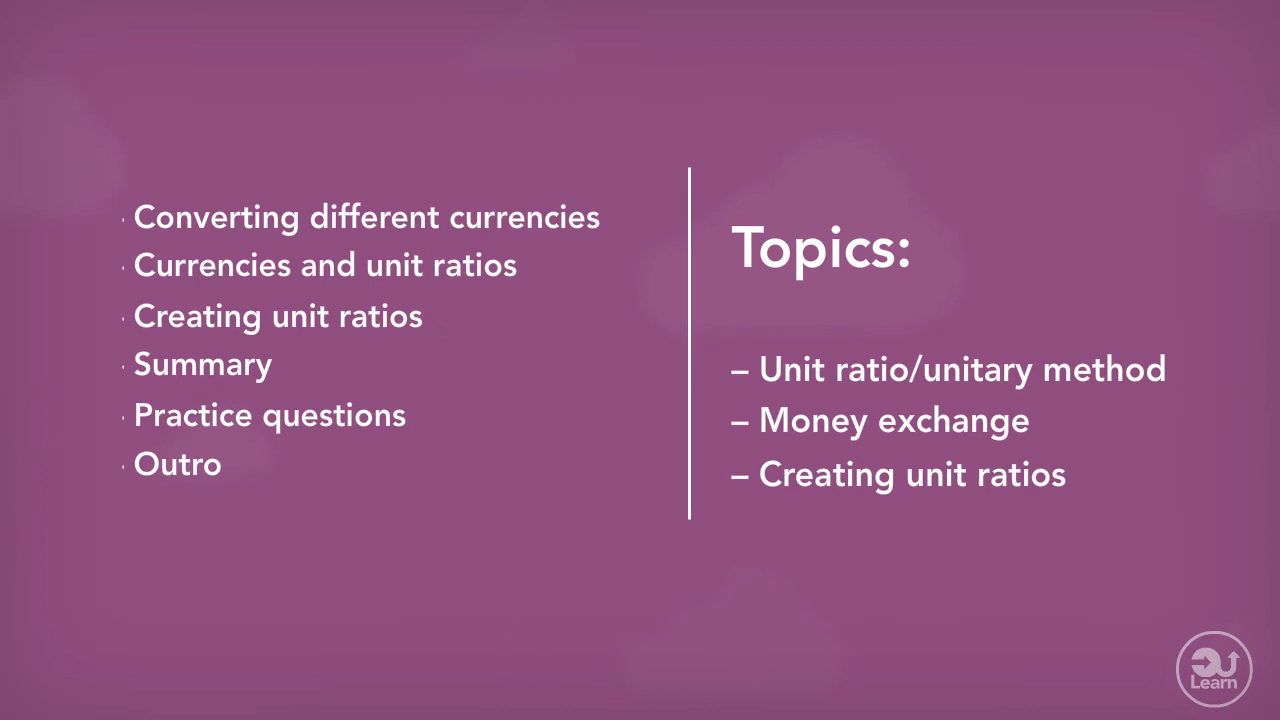 · Converting different currencies
· Currencies and unit ratios
· Creating unit ratios
· Summary
· Practice questions
· Outro
Topics:
– Unit ratio/unitary method
– Money exchange
– Creating unit ratios
Learn